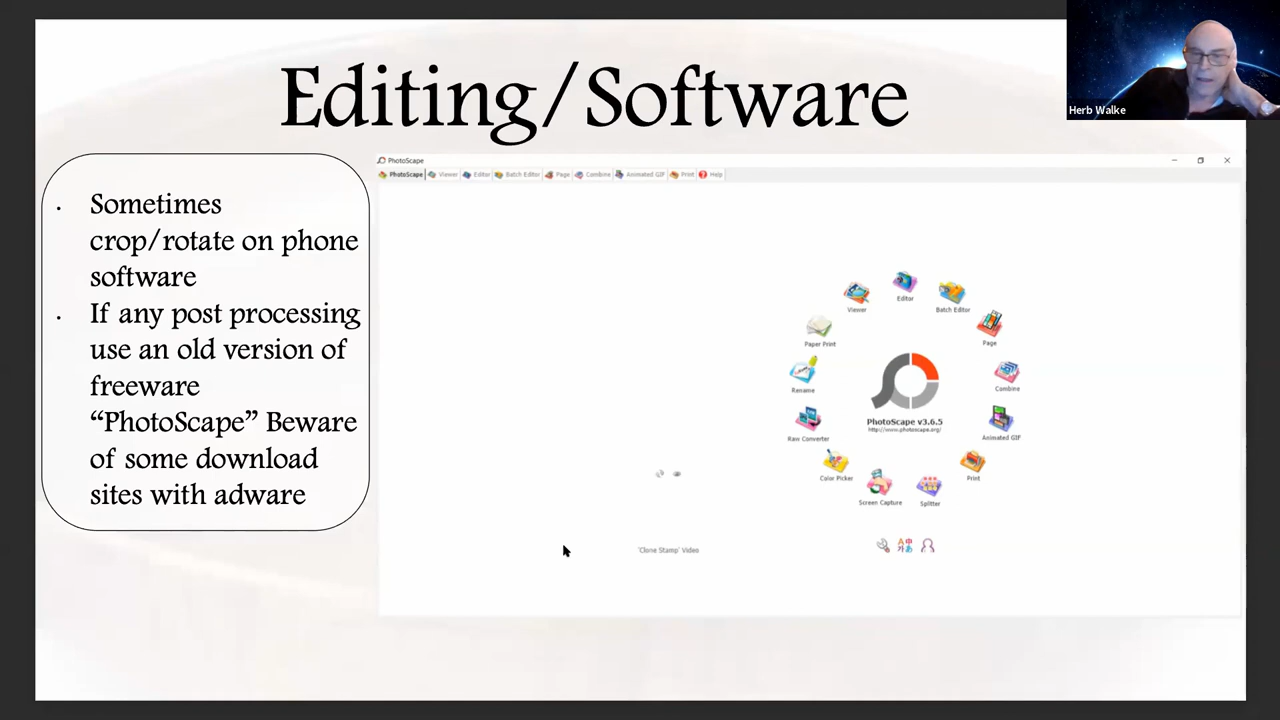 Editing/Software
Herb Walke
• Sometimes
crop/rotate on phone
software
• If any post processing
use an old version of
freeware
“PhotoScape” Beware
of some download
sites with adware
PhotoScape
PhotoScape Viewer Editor Batch Editor Page Combine Animated GIF Print Help
Editor
Viewer
Batch Editor
Paper Print
Page
Rename
Combine
PhotoScape v3.6.5
http://www.photoscape.org/
Raw Converter
Animated GIF
Color Picker
Print
Screen Capture
Splitter
'Clone Stamp' Video